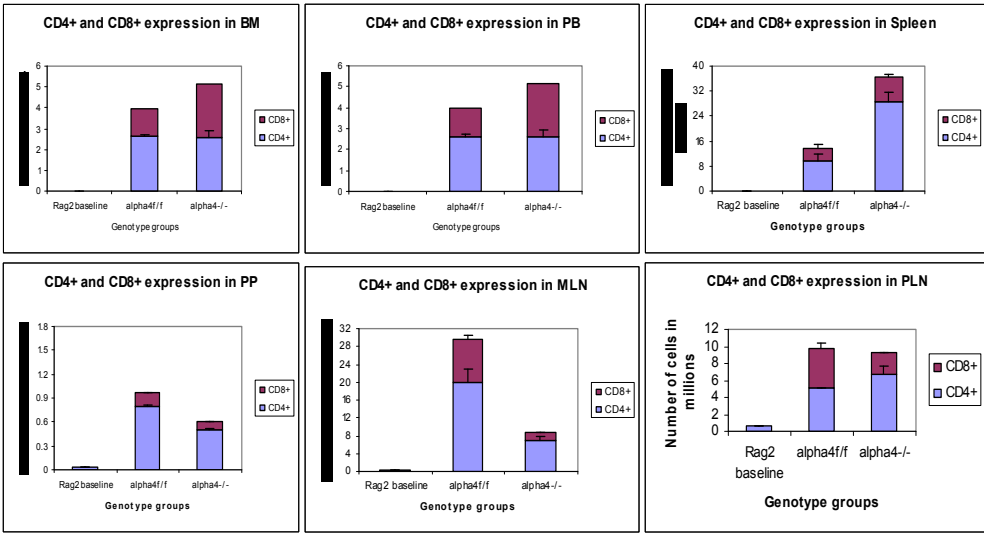 CD4+ and CD8+ expression in BM
6
5
4
3
2
1
0
CD8+
CD4+
Rag2 baseline alpha4f/f alpha4-/-
Genotype groups
CD4+ and CD8+ expression in PB
6
5
4
3
2
1
0
CD8+
CD4+
Rag2 baseline alpha4f/f alpha4-/-
Genotype groups
CD4+ and CD8+ expression in Spleen
40
32
24
16
8
0
CD8+
CD4+
Rag2 baseline alpha4f/f alpha4-/-
Genotype groups
CD4+ and CD8+ expression in PP
1.8
1.5
1.2
0.9
0.6
0.3
0
CD8+
CD4+
Rag2 baseline alpha4f/f alpha4-/-
Genotype groups
CD4+ and CD8+ expression in MLN
32
28
24
20
16
12
8
4
0
CD8+
CD4+
Rag2 baseline alpha4f/f alpha4-/-
Genotype groups
CD4+ and CD8+ expression in PLN
Number of cells in
millions
12
10
8
6
4
2
0
CD8+
CD4+
Rag2 alpha4f/f alpha4-/-
baseline
Genotype groups